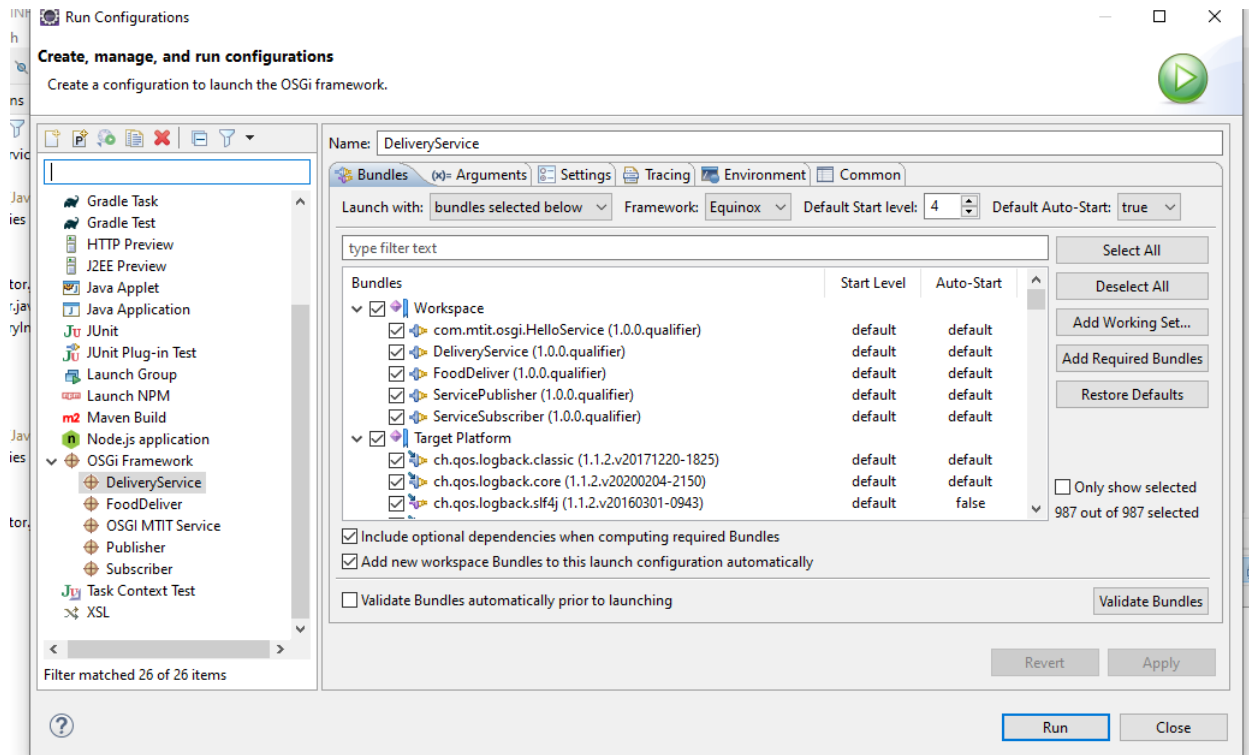 Run Configurations
Create, manage, and run configurations
Create a configuration to launch the OSGi framework.
Gradle Task
Gradle Test
HTTP Preview
J2EE Preview
Java Applet
Java Application
JUnit
JUnit Plug-in Test
Launch Group
Launch NPM
Maven Build
Node.js application
OSGi Framework
DeliveryService
FoodDeliver
OSGI MTIT Service
Publisher
Subscriber
Task Context Test
XSL
Filter matched 26 of 26 items
Name: DeliveryService
Bundles (x)= Arguments Settings Tracing Environment Common
Launch with: bundles selected below Framework: Equinox Default Start level: 4 Default Auto-Start: true
type filter text
Bundles Start Level Auto-Start
Workspace
com.mtit.osgi.HelloService (1.0.0.qualifier) default default
DeliveryService (1.0.0.qualifier) default default
FoodDeliver (1.0.0.qualifier) default default
ServicePublisher (1.0.0.qualifier) default default
ServiceSubscriber (1.0.0.qualifier) default default
Target Platform
ch.qos.logback.classic (1.1.2.v20171220-1825) default default
ch.qos.logback.core (1.1.2.v20200204-2150) default default
ch.qos.logback.slf4j (1.1.2.v20160301-0943) default false
Select All
Deselect All
Add Working Set...
Add Required Bundles
Restore Defaults
Only show selected
987 out of 987 selected
Include optional dependencies when computing required Bundles
Add new workspace Bundles to this launch configuration automatically
Validate Bundles automatically prior to launching
Validate Bundles
Revert Apply
Run Close